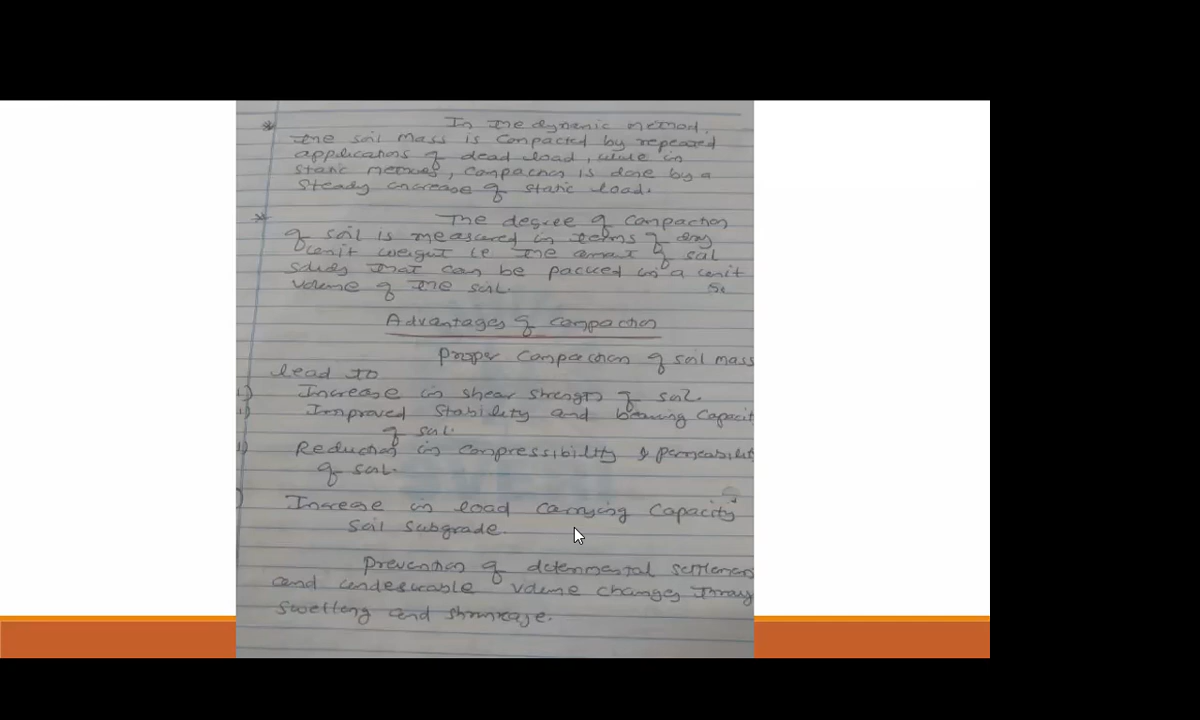 In the dynamic method,
the soil mass is compacted by repeated
applications of dead load, while in
static method, compaction is done by a
steady increase of static load.
The degree of compaction
of soil is measured in terms of dry
unit weight i.e the amount of soil
solids that can be packed in a unit
volume of the soil.
Advantages of compaction
Proper compaction of soil mass
lead to
Increase in shear strength of soil.
Improved stability and bearing capacit
of soil.
Reduction in compressibility & permeabilit
of soil.
Increase in load carrying capacity
soil subgrade.
Prevention of detrimental settlement
and undesirable volume changes through
swelling and shrinkage.